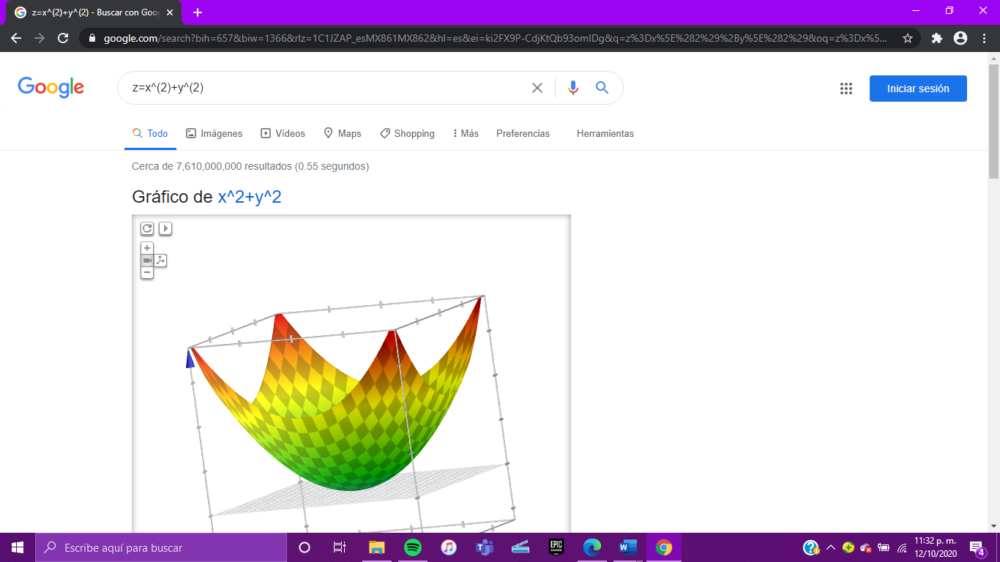 z=x^(2)+y^(2) - Buscar con Goo
google.com/search?bih=657&biw=1366&rlz=1C1JZAP_esMX861MX862&hl=es&ei=ki2FX9P-CdjKtQb93omIDg&q=z%3Dx%5E%282%29%2By%5E%282%29&oq=z%3Dx%5...
Google
z=x^(2)+y^(2)
Iniciar sesión
Todo Imágenes Vídeos Maps Shopping Más Preferencias Herramientas
Cerca de 7,610,000,000 resultados (0.55 segundos)
Gráfico de x^2+y^2
Escribe aquí para buscar
EPIC GAMES
11:32 p. m.
12/10/2020
4